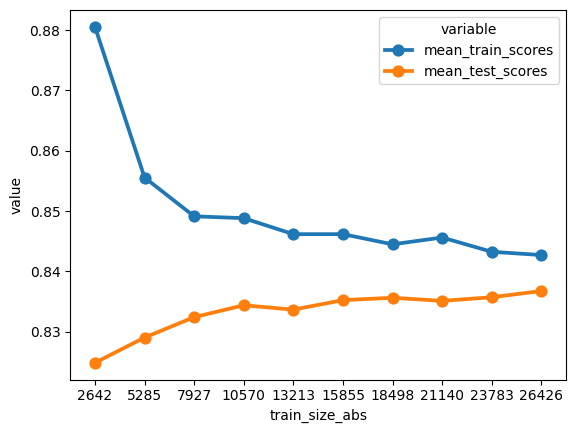 variable
mean_train_scores
mean_test_scores
0.88
0.87
0.86
0.85
0.84
0.83
value
2642 5285 7927 10570 13213 15855 18498 21140 23783 26426
train_size_abs